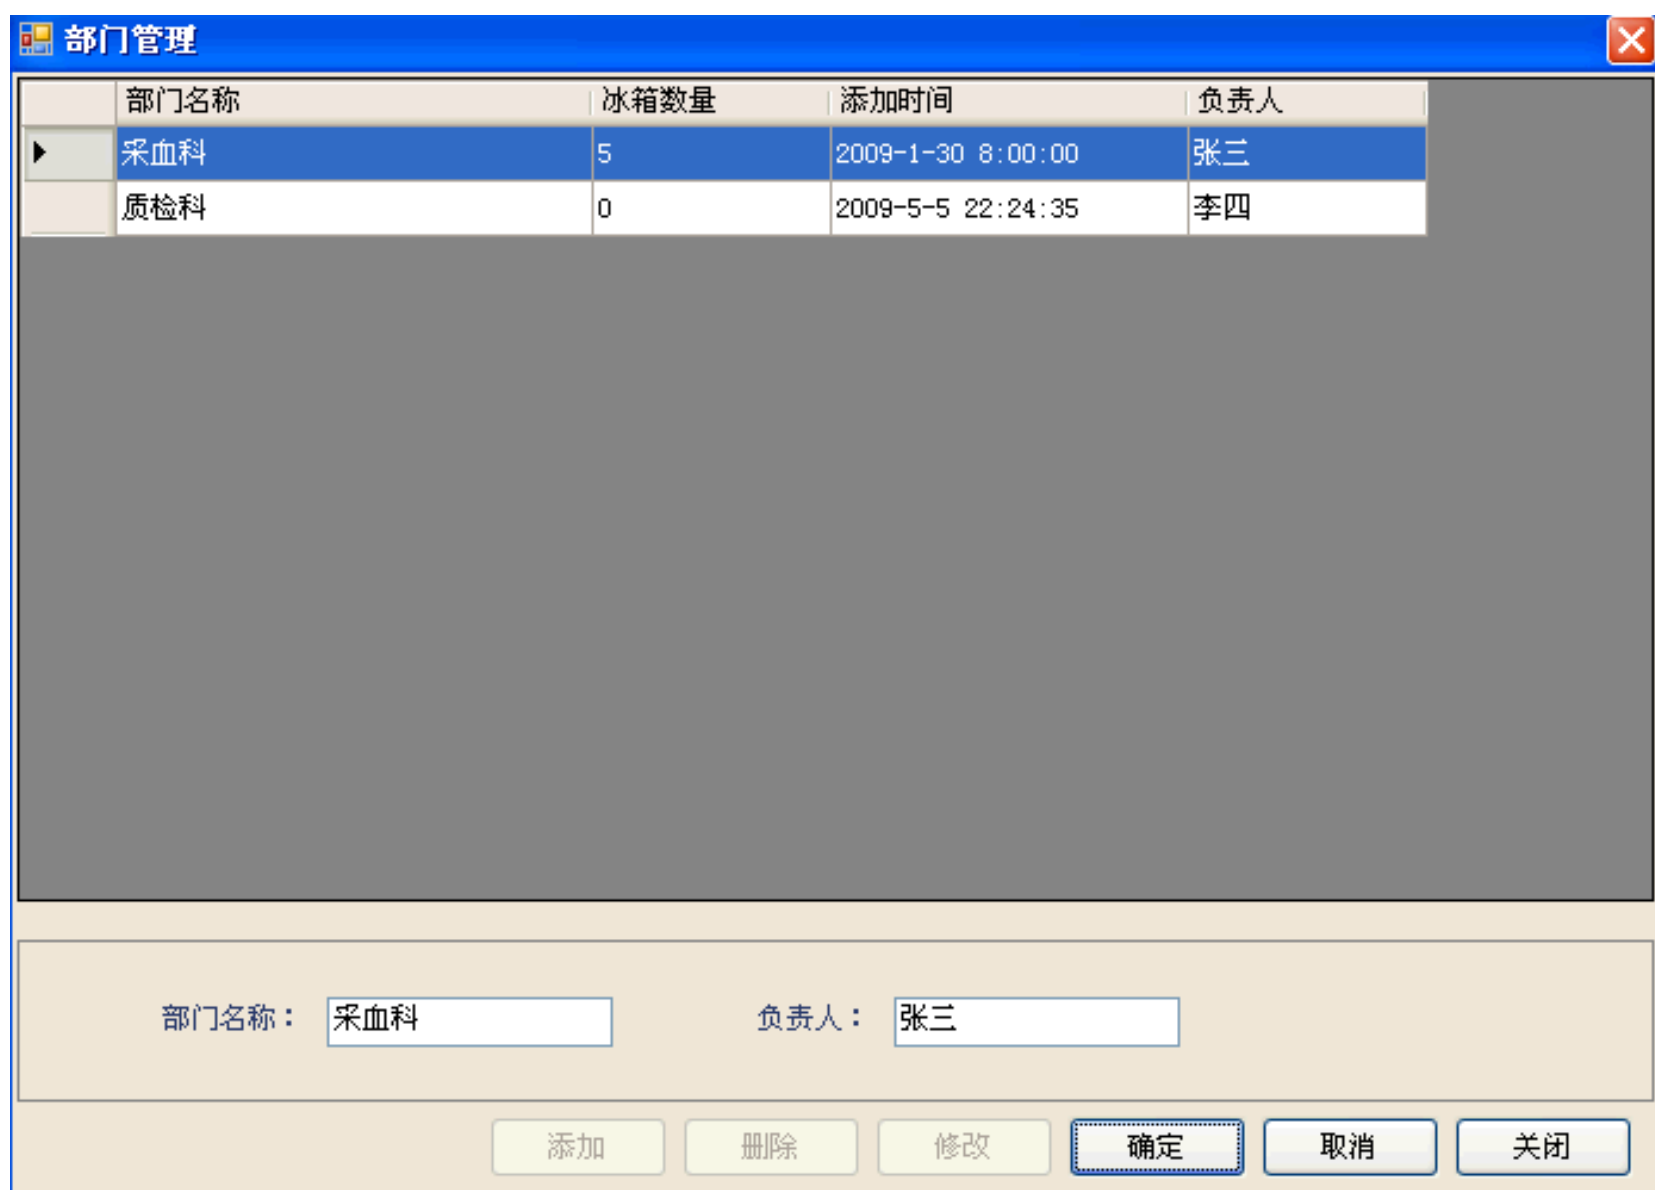 部门管理
部门名称 冰箱数量 添加时间 负责人
采血科 5 2009-1-30 8:00:00 张三
质检科 0 2009-5-5 22:24:35 李四
部门名称： 采血科 负责人： 张三
添加 删除 修改 确定 取消 关闭